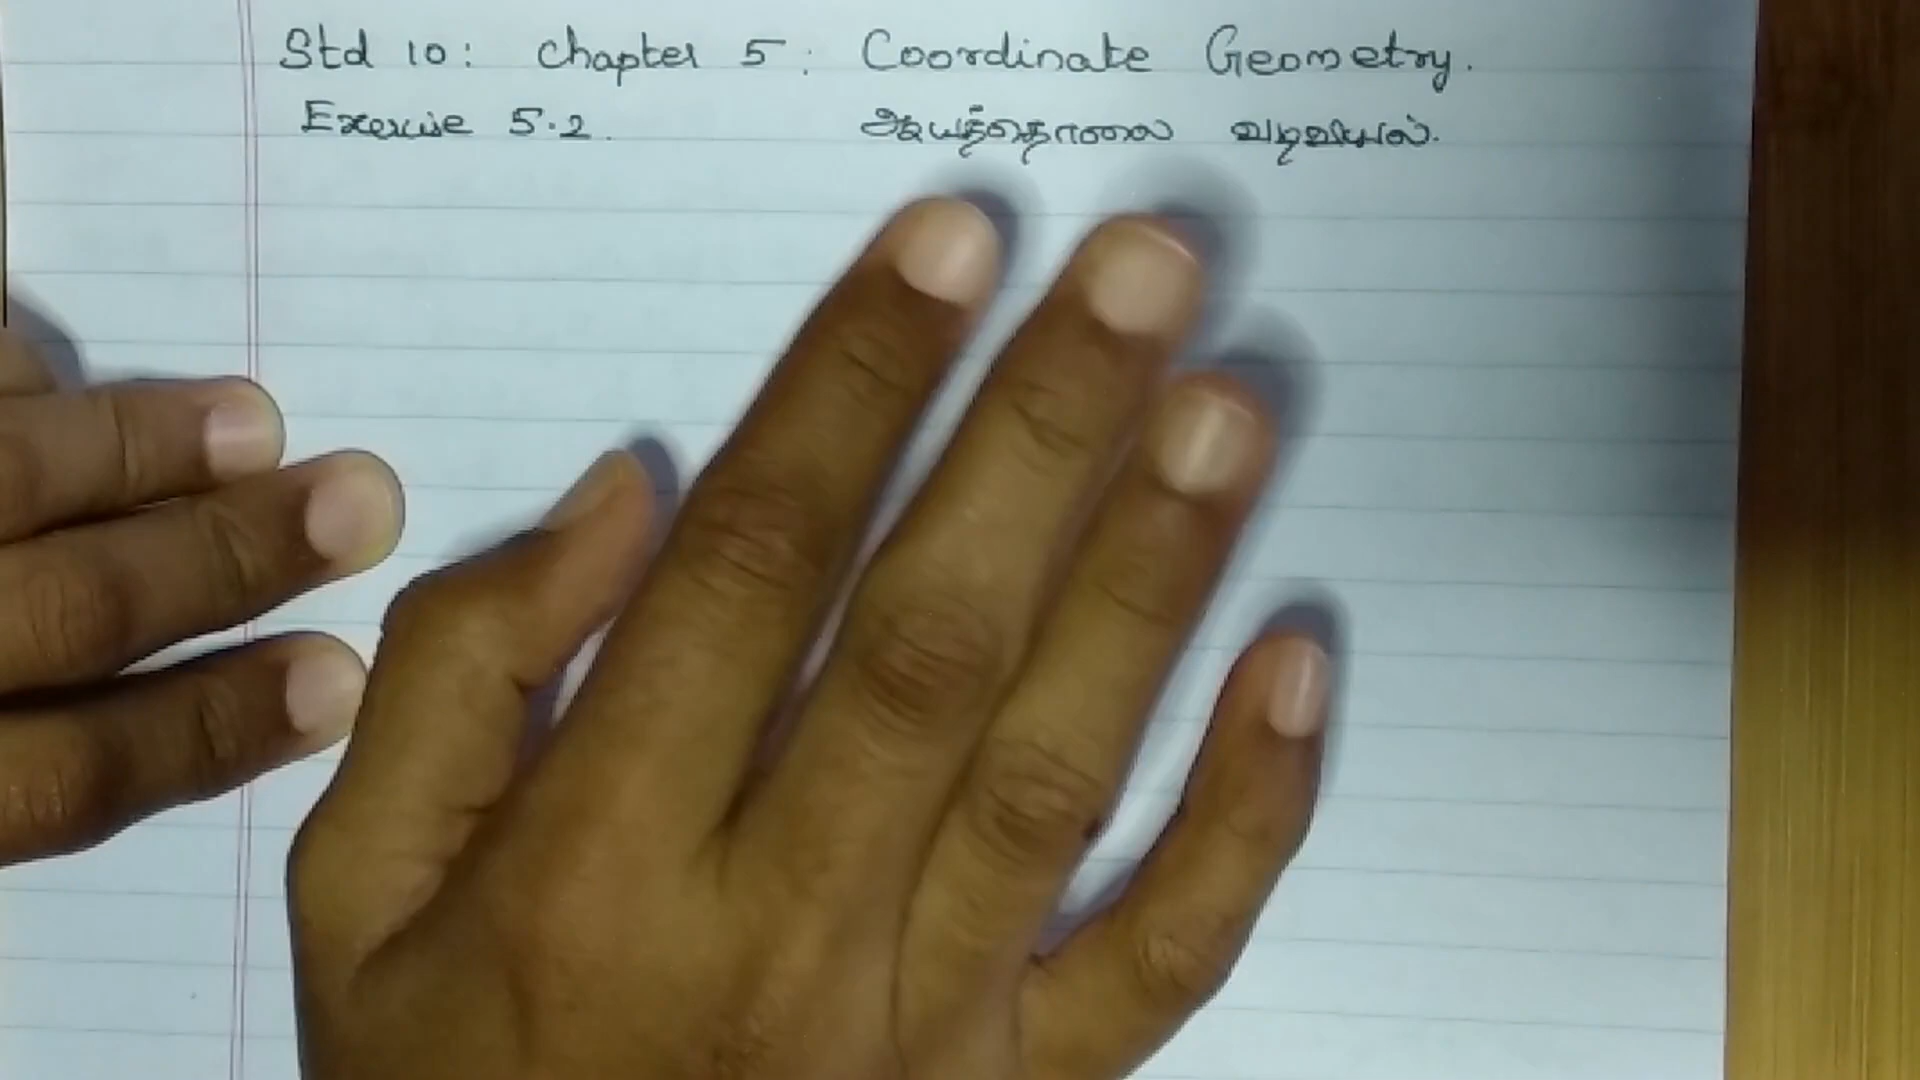 Std 10: Chapter 5: Coordinate Geometry.
Exercise 5.2. ஆயத்தொலை வடிவியல்.